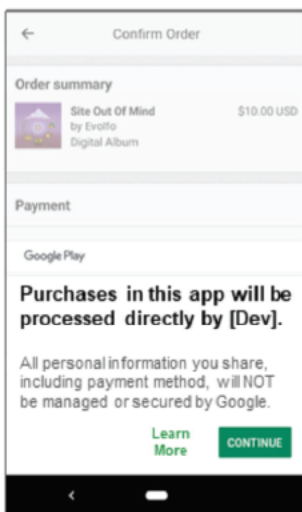 Confirm Order
Order summary
Site Out Of Mind
$10.00 USD
by Evolfo
Digital Album
Payment
Google Play
Purchases in this app will be
processed directly by [Dev].
All personal information you share,
including payment method, will NOT
be managed or secured by Google.
Learn
More
CONTINUE